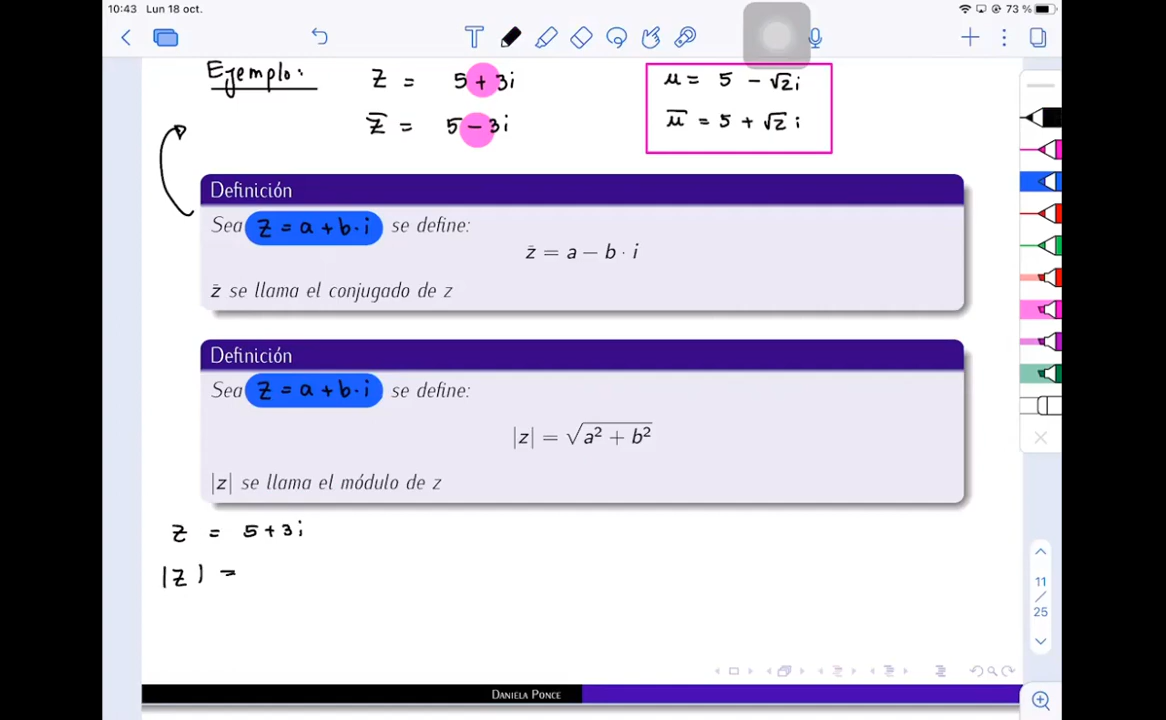 10:43 Lun 18 oct. 73 %
Ejemplo: z = 5 + 3i μ = 5 - √2 i
z̄ = 5 - 3i μ̄ = 5 + √2 i
Definición
Sea z = a + b·i se define:
z̄ = a − b · i
z̄ se llama el conjugado de z
Definición
Sea z = a + b·i se define:
|z| = √(a² + b²)
|z| se llama el módulo de z
z = 5 + 3i
|z| =
11
/
25
DANIELA PONCE